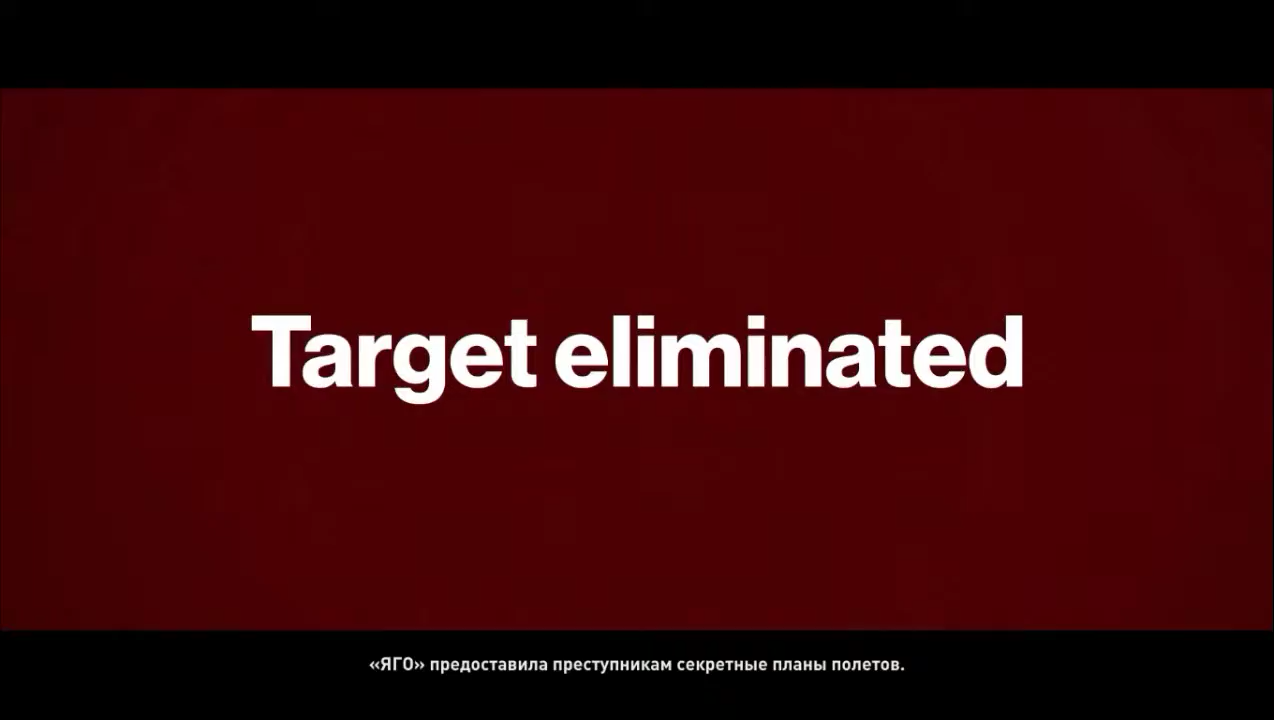 Target eliminated
«ЯГО» предоставила преступникам секретные планы полетов.